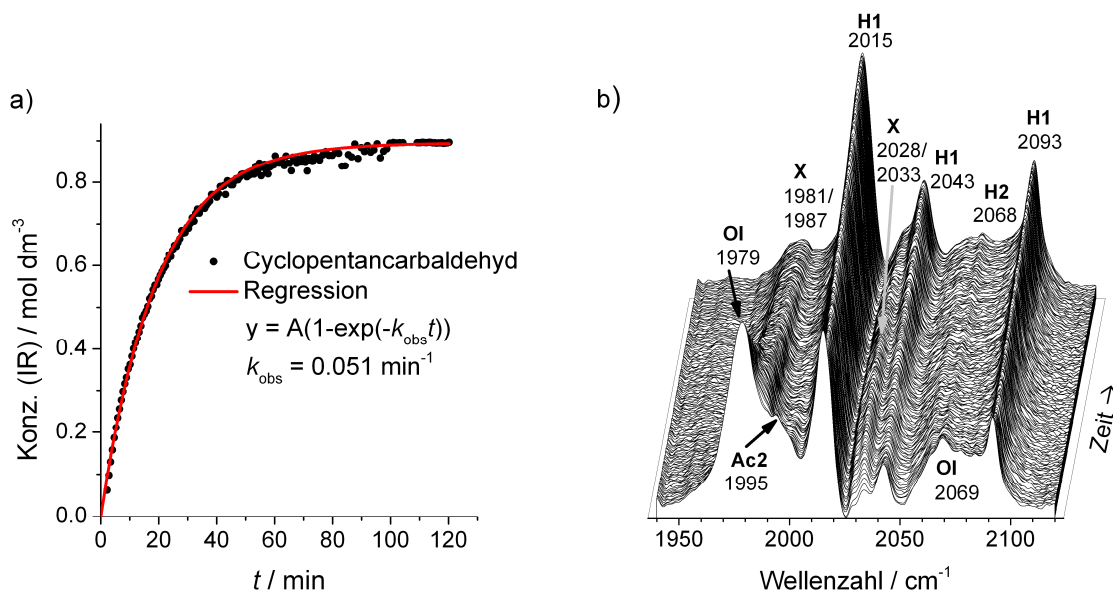 a)
Konz. (IR) / mol dm⁻³
0.8
0.6
0.4
0.2
0.0
0 20 40 60 80 100 120
t / min
Cyclopentancarbaldehyd
Regression
y = A(1-exp(-k_obs t))
k_obs = 0.051 min⁻¹
b)
H1
2015
X
2028/
2033
H1
2043
H1
2093
X
1981/
1987
H2
2068
OI
1979
Ac2
1995
OI
2069
Zeit →
1950 2000 2050 2100
Wellenzahl / cm⁻¹